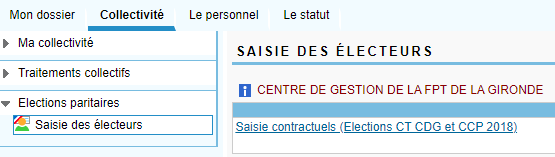 Mon dossier Collectivité Le personnel Le statut
Ma collectivité
Traitements collectifs
Elections paritaires
Saisie des électeurs
SAISIE DES ÉLECTEURS
CENTRE DE GESTION DE LA FPT DE LA GIRONDE
Saisie contractuels (Elections CT CDG et CCP 2018)